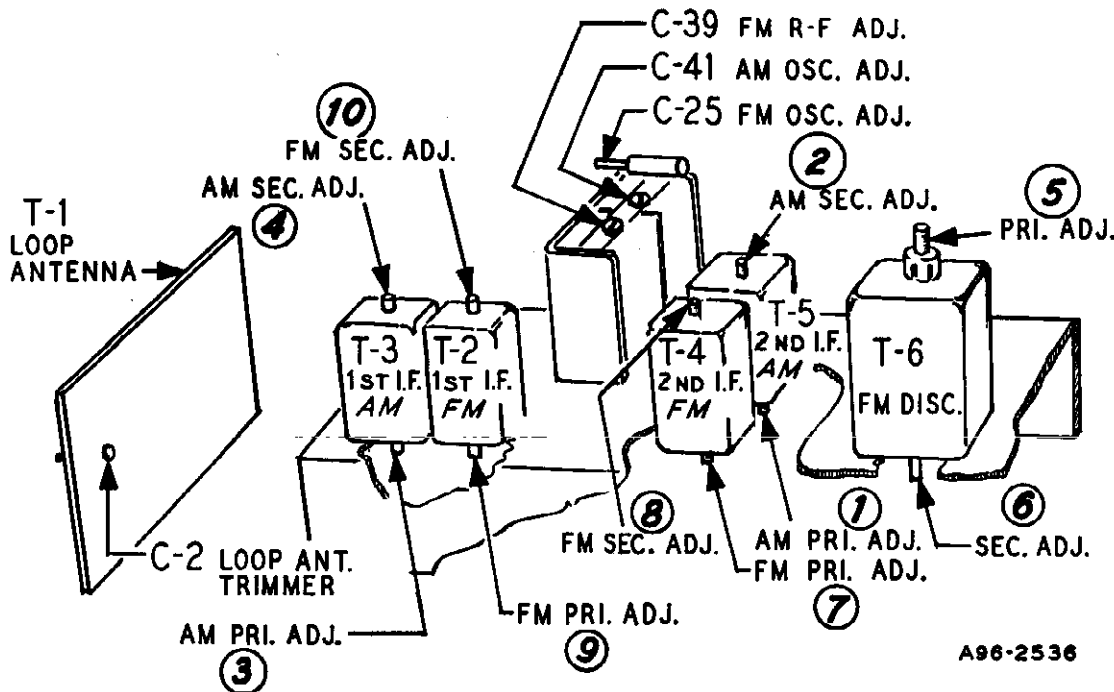 C-39 FM R-F ADJ.
C-41 AM OSC. ADJ.
C-25 FM OSC. ADJ.
10
FM SEC. ADJ.
AM SEC. ADJ.
4
2
AM SEC. ADJ.
5
PRI. ADJ.
T-1
LOOP
ANTENNA
T-3
1ST I.F.
AM
T-2
1ST I.F.
FM
T-4
2ND I.F.
FM
T-5
2ND I.F.
AM
T-6
FM DISC.
C-2 LOOP ANT.
TRIMMER
AM PRI. ADJ.
3
FM PRI. ADJ.
9
8
FM SEC. ADJ.
1
AM PRI. ADJ.
FM PRI. ADJ.
7
6
SEC. ADJ.
A96-2536